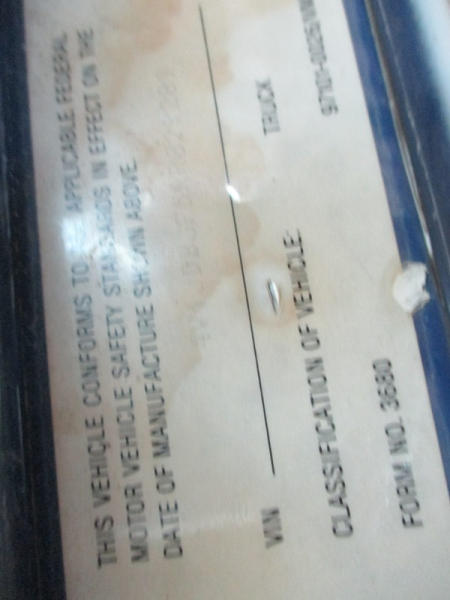 THIS VEHICLE CONFORMS TO APPLICABLE FEDERAL
MOTOR VEHICLE SAFETY STANDARDS IN EFFECT ON THE
DATE OF MANUFACTURE SHOWN ABOVE.
VIN
CLASSIFICATION OF VEHICLE: TRUCK
FORM NO. 3680